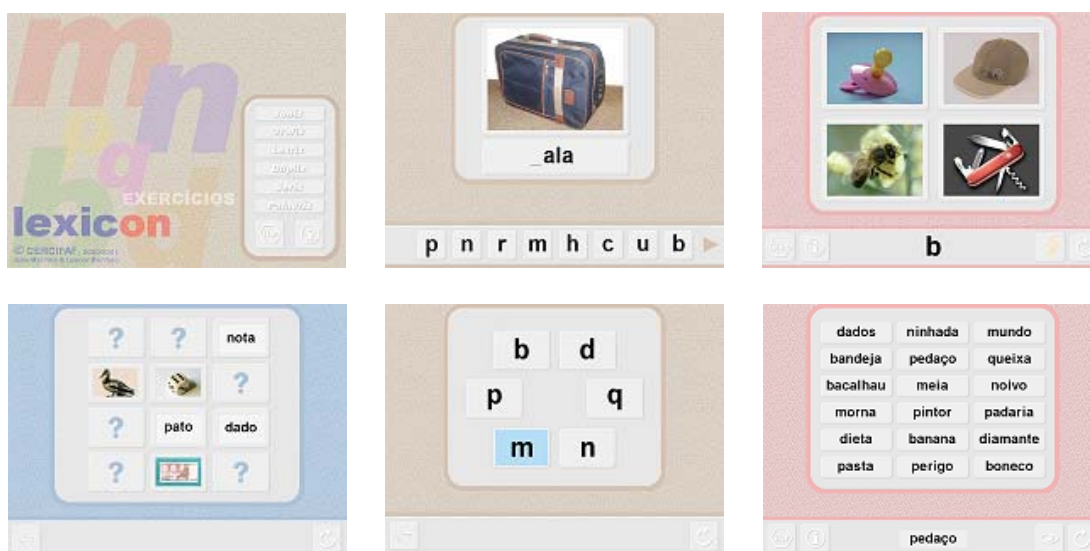 m n
p
a
EXERCÍCIOS
lexicon
© CERCIFAF
_ala
p n r m h c u b
b
? ? nota
?
? pato dado
? ?
b d
p q
m n
dados ninhada mundo
bandeja pedaço queixa
bacalhau meia noivo
morna pintor padaria
dieta banana diamante
pasta perigo boneco
pedaço